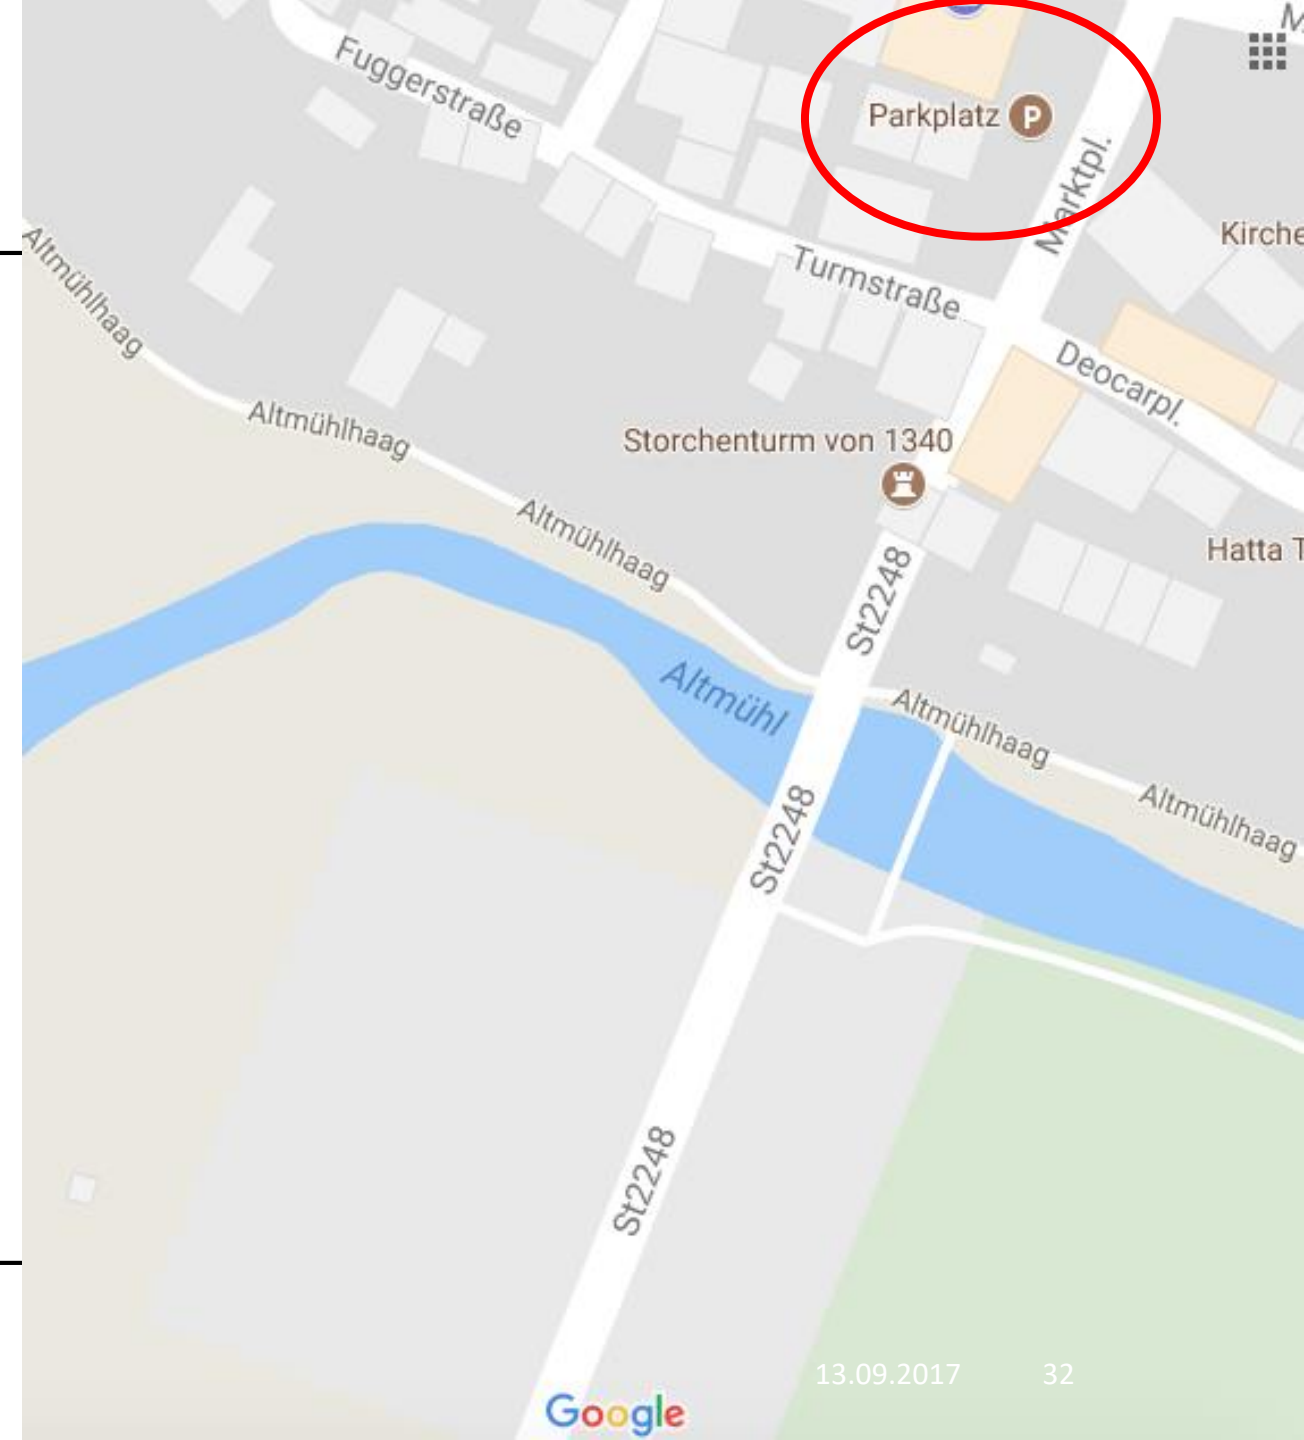 M
Fuggerstraße
Parkplatz P
Marktpl.
Kirche
Altmühlhaag
Turmstraße
Deocarpl.
Altmühlhaag
Storchenturm von 1340
Altmühlhaag
Hatta T
St2248
Altmühl
Altmühlhaag
St2248
Altmühlhaag
St2248
13.09.2017 32
Google